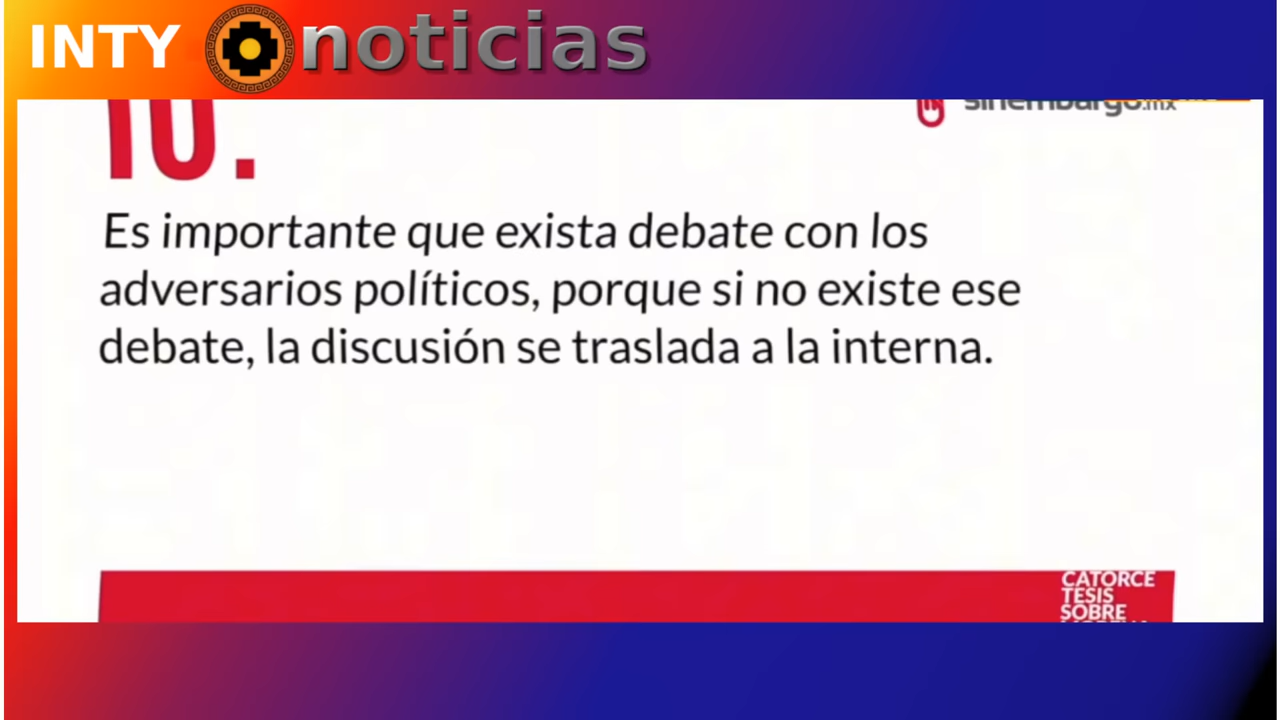 INTY noticias
10.
sinembargo.mx
Es importante que exista debate con los
adversarios políticos, porque si no existe ese
debate, la discusión se traslada a la interna.
CATORCE
TESIS
SOBRE